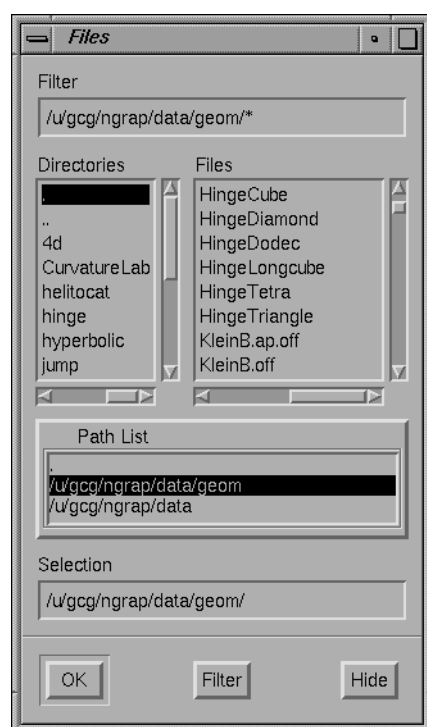 Files
Filter
/u/gcg/ngrap/data/geom/*
Directories
.
..
4d
CurvatureLab
helitocat
hinge
hyperbolic
jump
Files
HingeCube
HingeDiamond
HingeDodec
HingeLongcube
HingeTetra
HingeTriangle
KleinB.ap.off
KleinB.off
Path List
.
/u/gcg/ngrap/data/geom
/u/gcg/ngrap/data
Selection
/u/gcg/ngrap/data/geom/
OK
Filter
Hide